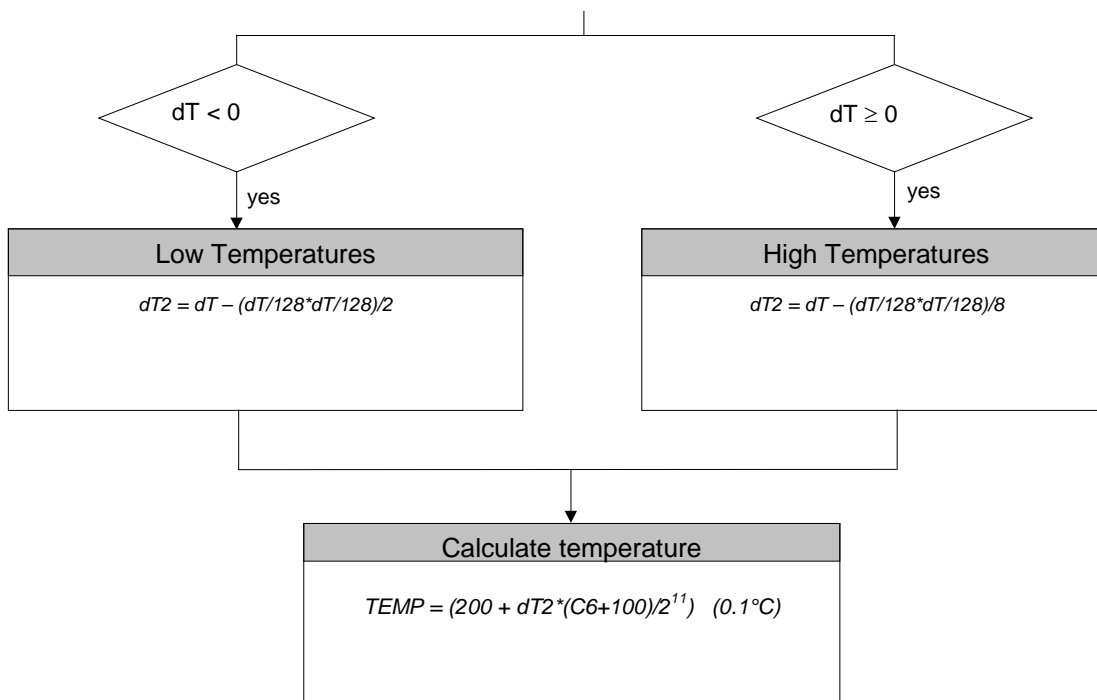 dT < 0
dT ≥ 0
yes
yes
Low Temperatures
High Temperatures
dT2 = dT – (dT/128*dT/128)/2
dT2 = dT – (dT/128*dT/128)/8
Calculate temperature
TEMP = (200 + dT2*(C6+100)/2¹¹) (0.1°C)